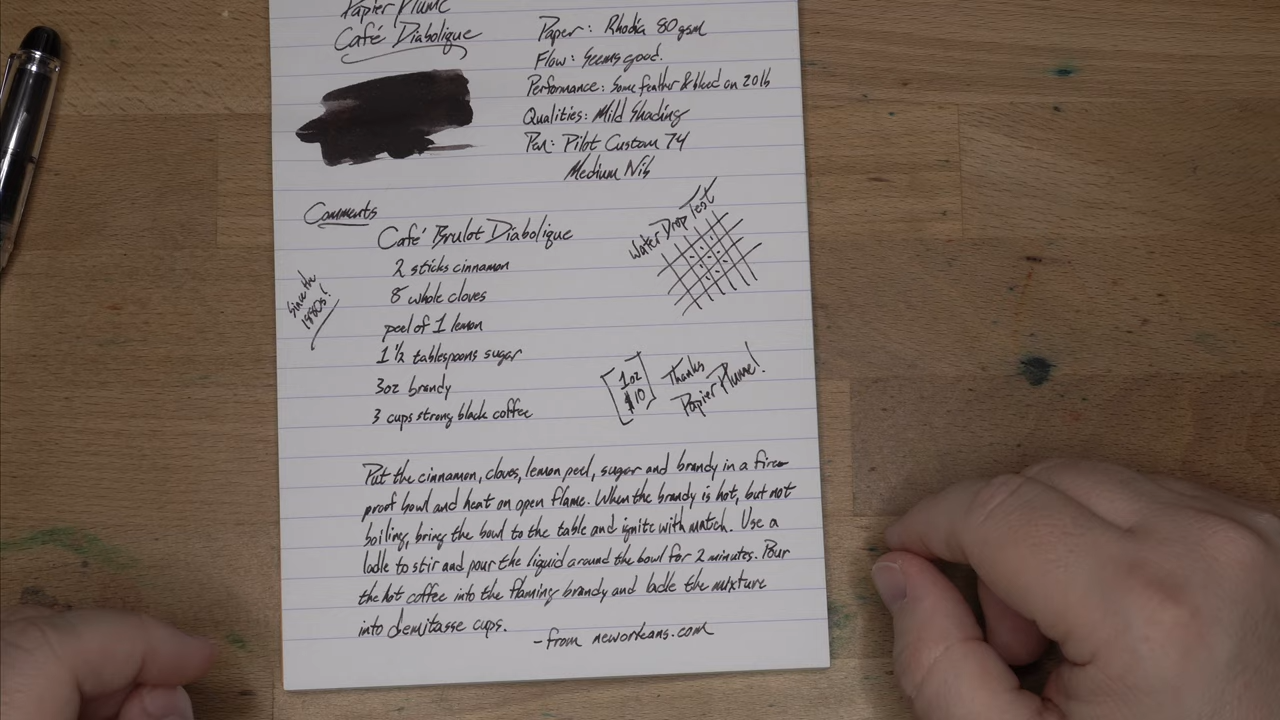 Papier Plume
Café Diabolique
Paper: Rhodia 80gsm
Flow: Seems good.
Performance: Some feather & bleed on 20lb
Qualities: Mild Shading
Pen: Pilot Custom 74
Medium Nib
Comments
Café Brulot Diabolique
2 sticks cinnamon
8 whole cloves
peel of 1 lemon
1 1/2 tablespoons sugar
3oz brandy
3 cups strong black coffee
Since the
1880s!
Water Drop Test
1oz
$10
Thanks
Papier Plume!
Put the cinnamon, cloves, lemon peel, sugar and brandy in a fire
proof bowl and heat on open flame. When the brandy is hot, but not
boiling, bring the bowl to the table and ignite with match. Use a
ladle to stir and pour the liquid around the bowl for 2 minutes. Pour
the hot coffee into the flaming brandy and ladle the mixture
into demitasse cups.
- from neworleans.com